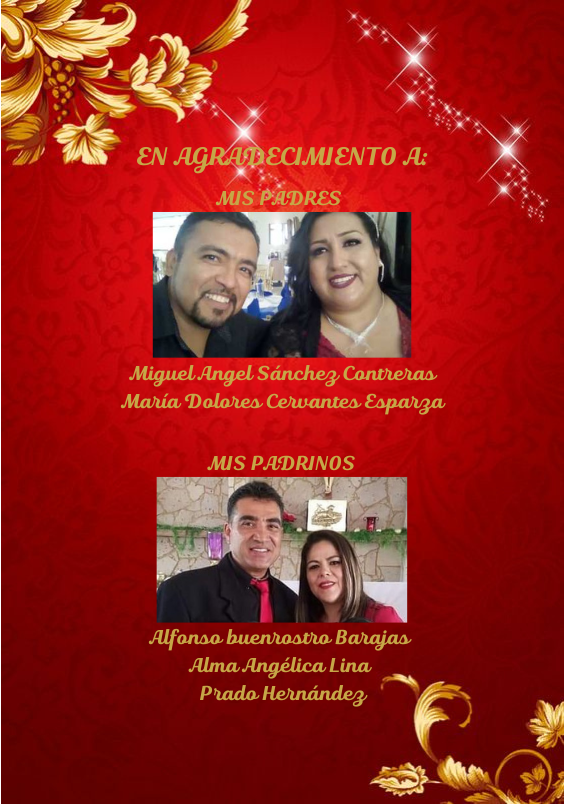 EN AGRADECIMIENTO A:
MIS PADRES
Miguel Angel Sánchez Contreras
María Dolores Cervantes Esparza
MIS PADRINOS
Alfonso buenrostro Barajas
Alma Angélica Lina
Prado Hernández